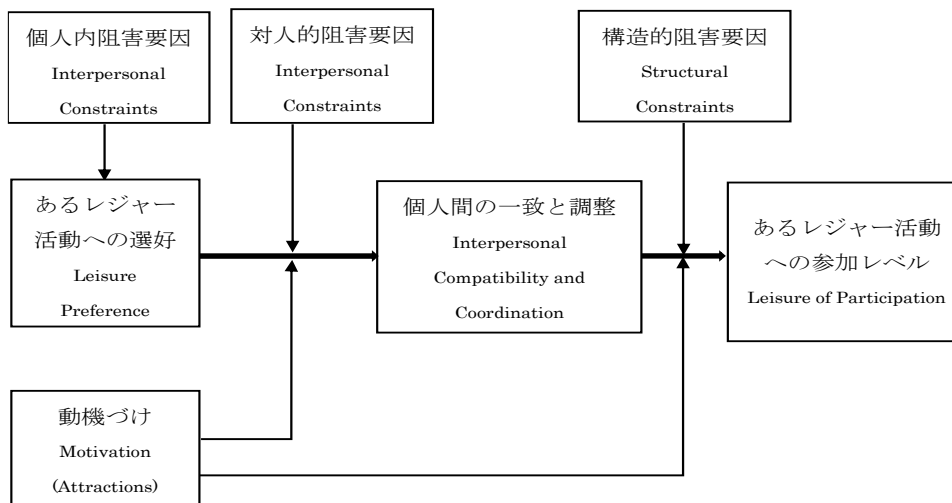 個人内阻害要因
Interpersonal
Constraints
対人的阻害要因
Interpersonal
Constraints
構造的阻害要因
Structural
Constraints
あるレジャー
活動への選好
Leisure
Preference
個人間の一致と調整
Interpersonal
Compatibility and
Coordination
あるレジャー活動
への参加レベル
Leisure of Participation
動機づけ
Motivation
(Attractions)